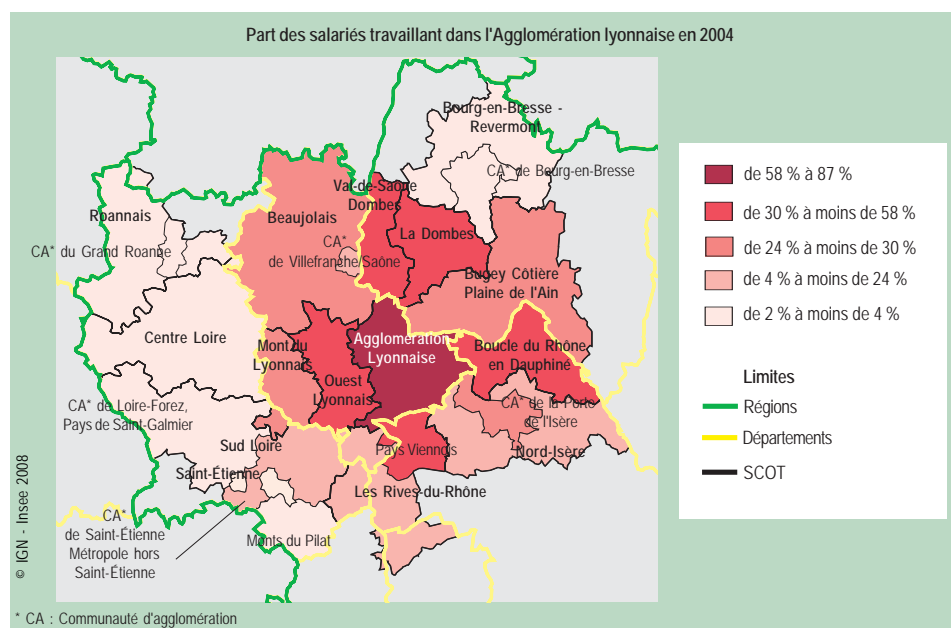 Part des salariés travaillant dans l'Agglomération lyonnaise en 2004
Bourg-en-Bresse -
Revermont
CA* de Bourg-en-Bresse
Val-de-Saône
Dombes
Roannais
Beaujolais
La Dombes
CA* du Grand Roanne
CA*
de Villefranche/Saône
Bugey Côtière
Plaine de l'Ain
Centre Loire
Agglomération
Lyonnaise
Mont du
Lyonnais
Boucle du Rhône
en Dauphiné
Ouest
Lyonnais
CA* de Loire-Forez,
Pays de Saint-Galmier
CA* de la Porte
de l'Isère
Sud Loire
Pays Viennois
Nord-Isère
Saint-Étienne
Les Rives-du-Rhône
CA*
de Saint-Étienne
Métropole hors
Saint-Étienne
Monts du Pilat
de 58 % à 87 %
de 30 % à moins de 58 %
de 24 % à moins de 30 %
de 4 % à moins de 24 %
de 2 % à moins de 4 %
Limites
Régions
Départements
SCOT
© IGN - Insee 2008
* CA : Communauté d'agglomération